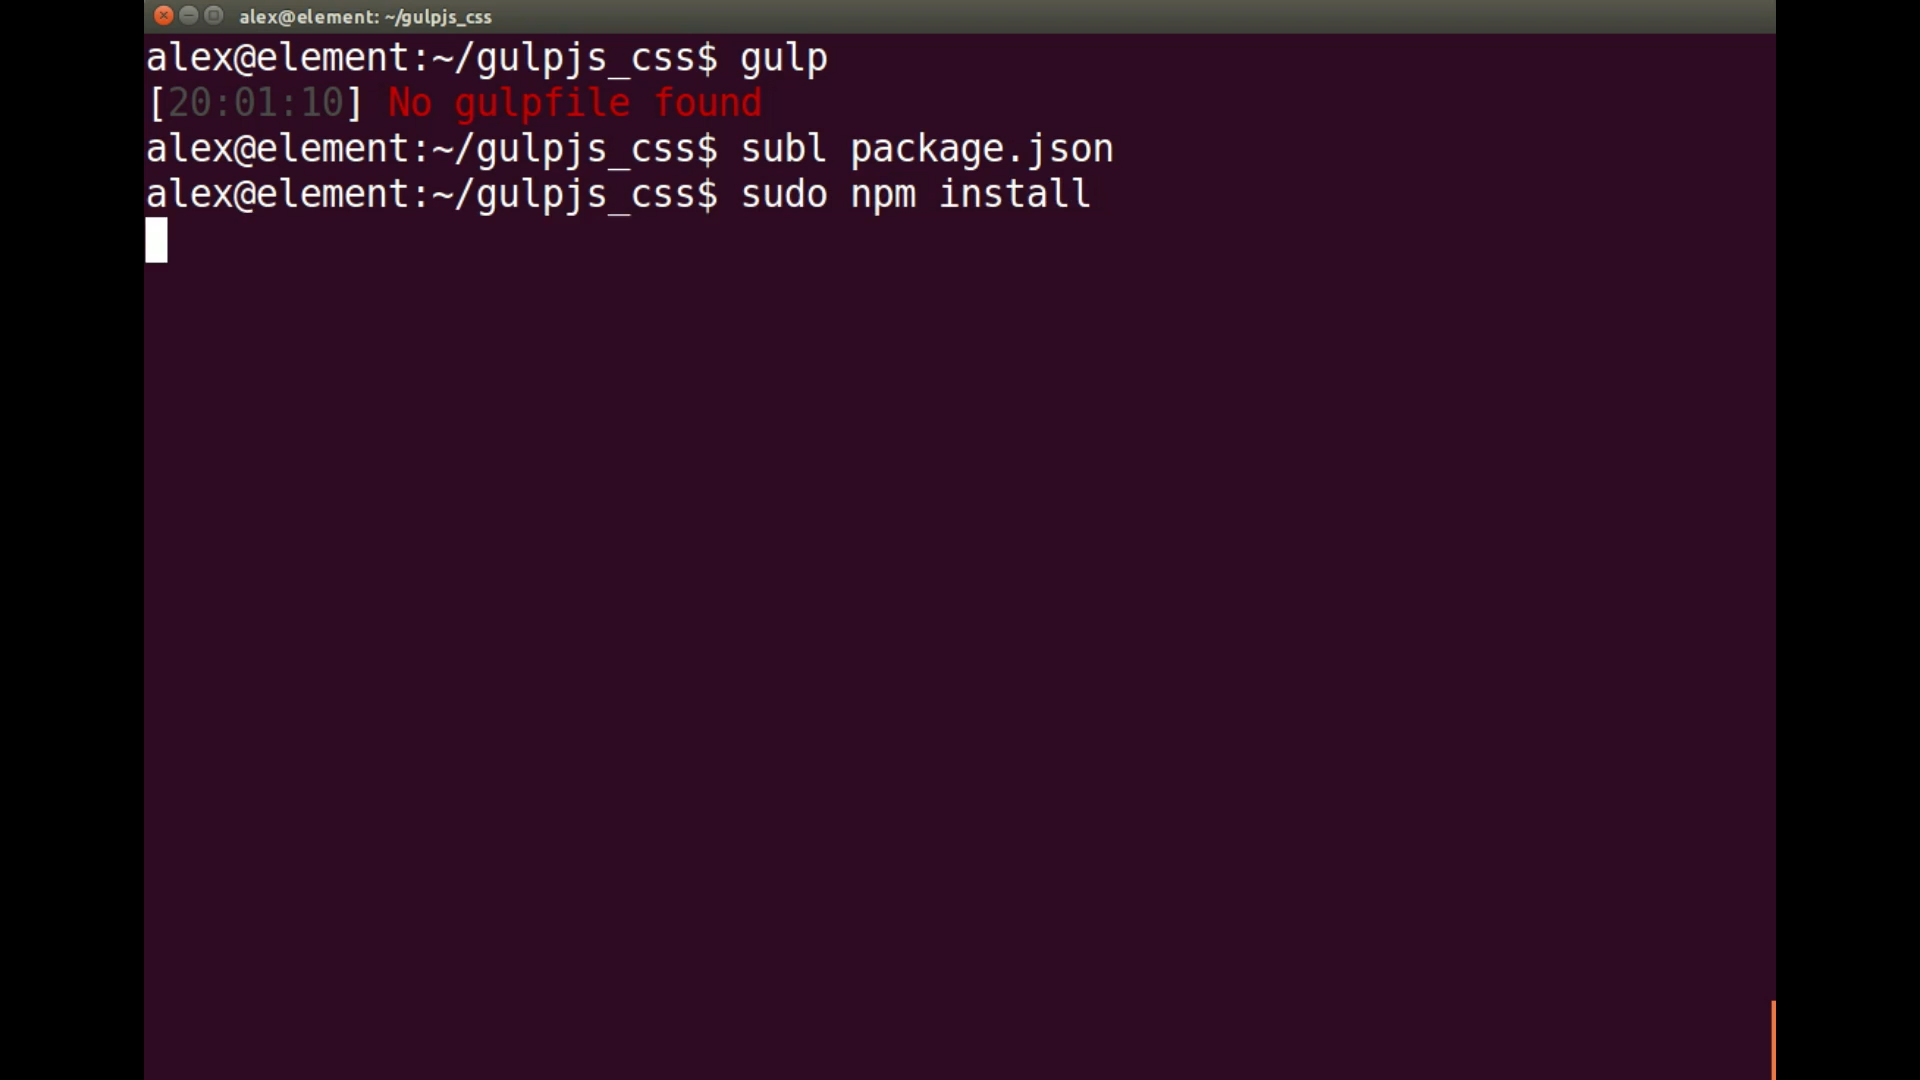 alex@element: ~/gulpjs_css
alex@element:~/gulpjs_css$ gulp
[20:01:10] No gulpfile found
alex@element:~/gulpjs_css$ subl package.json
alex@element:~/gulpjs_css$ sudo npm install